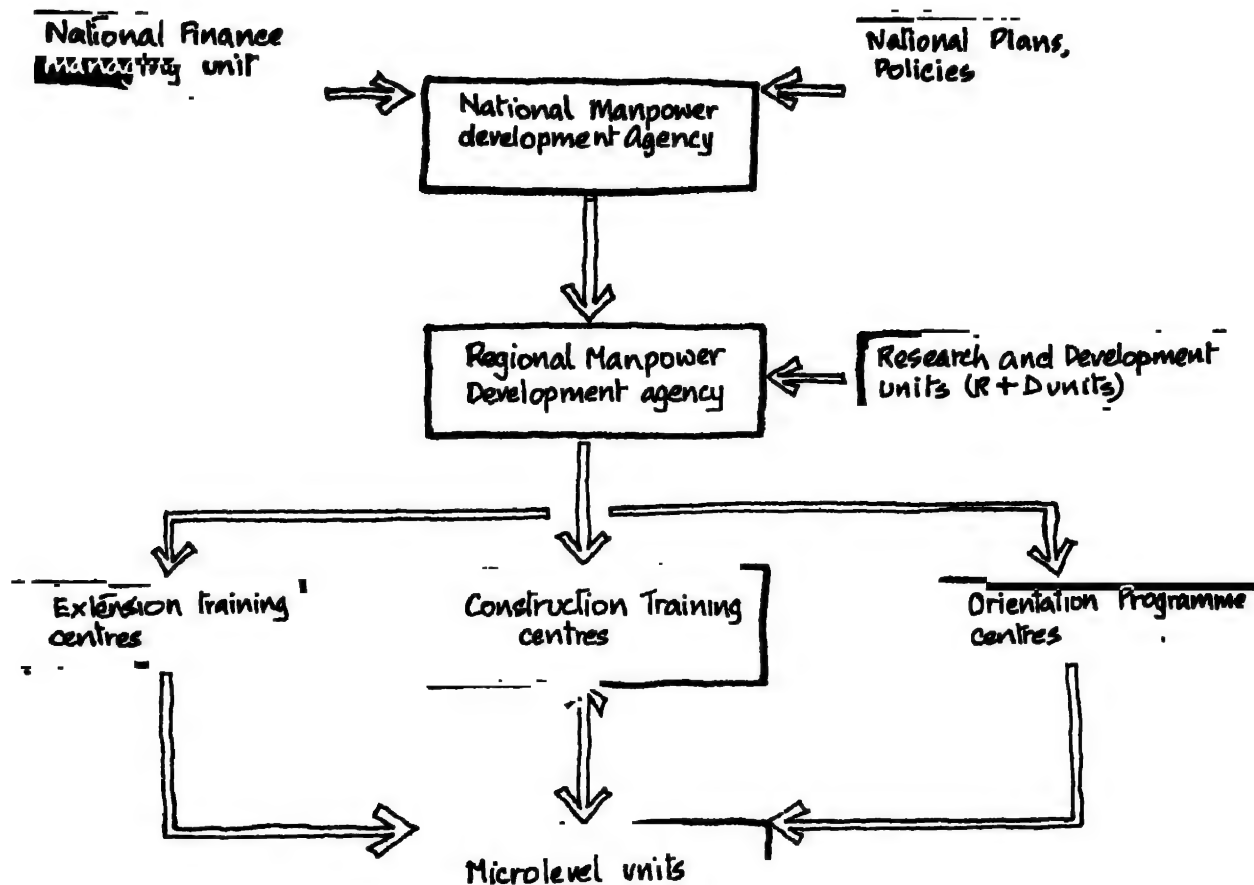 National Finance
managing unit
National Plans,
Policies
National Manpower
development Agency
Regional Manpower
Development agency
Research and Development
units (R+D units)
Extension training
centres
Construction Training
centres
Orientation Programme
centres
Microlevel units